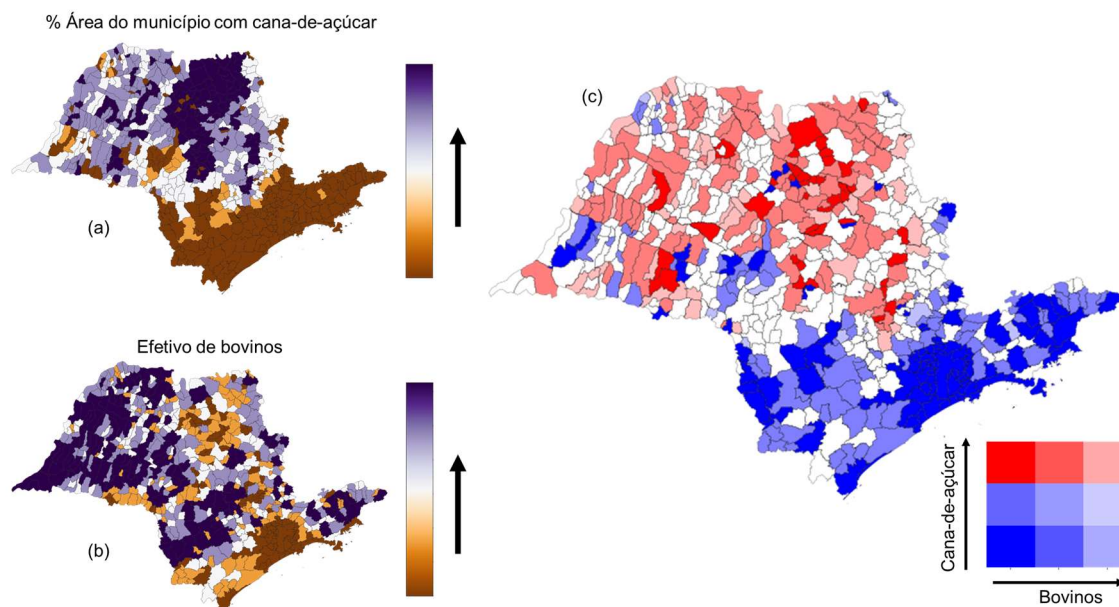 % Área do município com cana-de-açúcar
(a)
Efetivo de bovinos
(b)
(c)
Cana-de-açúcar
Bovinos